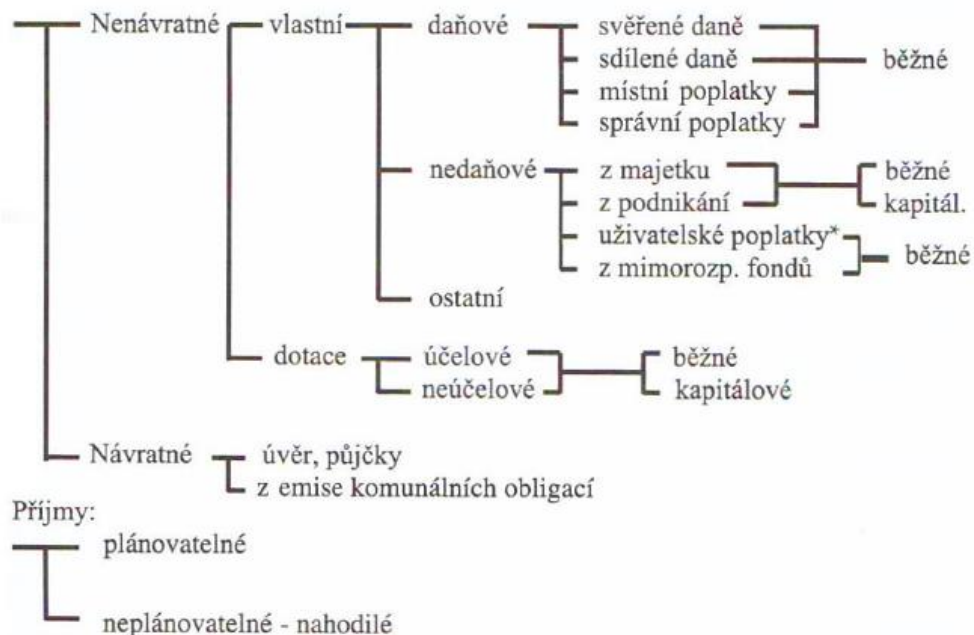 Nenávratné vlastní daňové svěřené daně
sdílené daně běžné
místní poplatky
správní poplatky
nedaňové z majetku běžné
z podnikání kapitál.
uživatelské poplatky*
z mimorozp. fondů běžné
ostatní
dotace účelové běžné
neúčelové kapitálové
Návratné úvěr, půjčky
z emise komunálních obligací
Příjmy:
plánovatelné
neplánovatelné - nahodilé